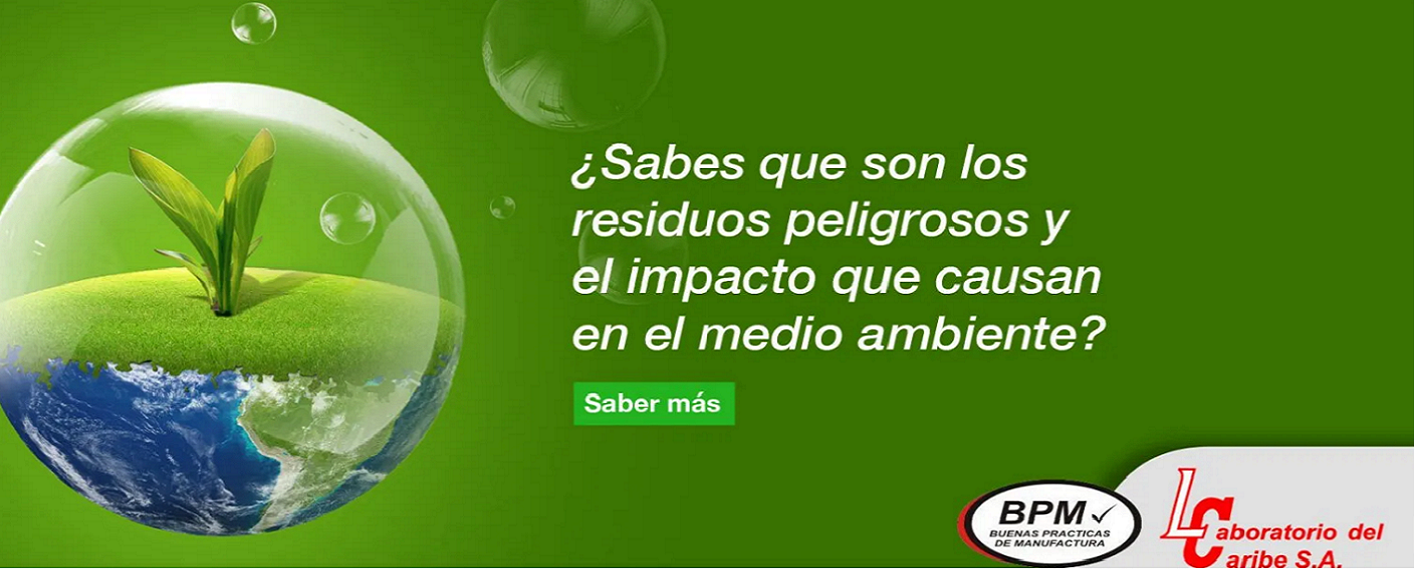 ¿Sabes que son los
residuos peligrosos y
el impacto que causan
en el medio ambiente?
Saber más
BPM
BUENAS PRACTICAS
DE MANUFACTURA
Laboratorio del
Caribe S.A.